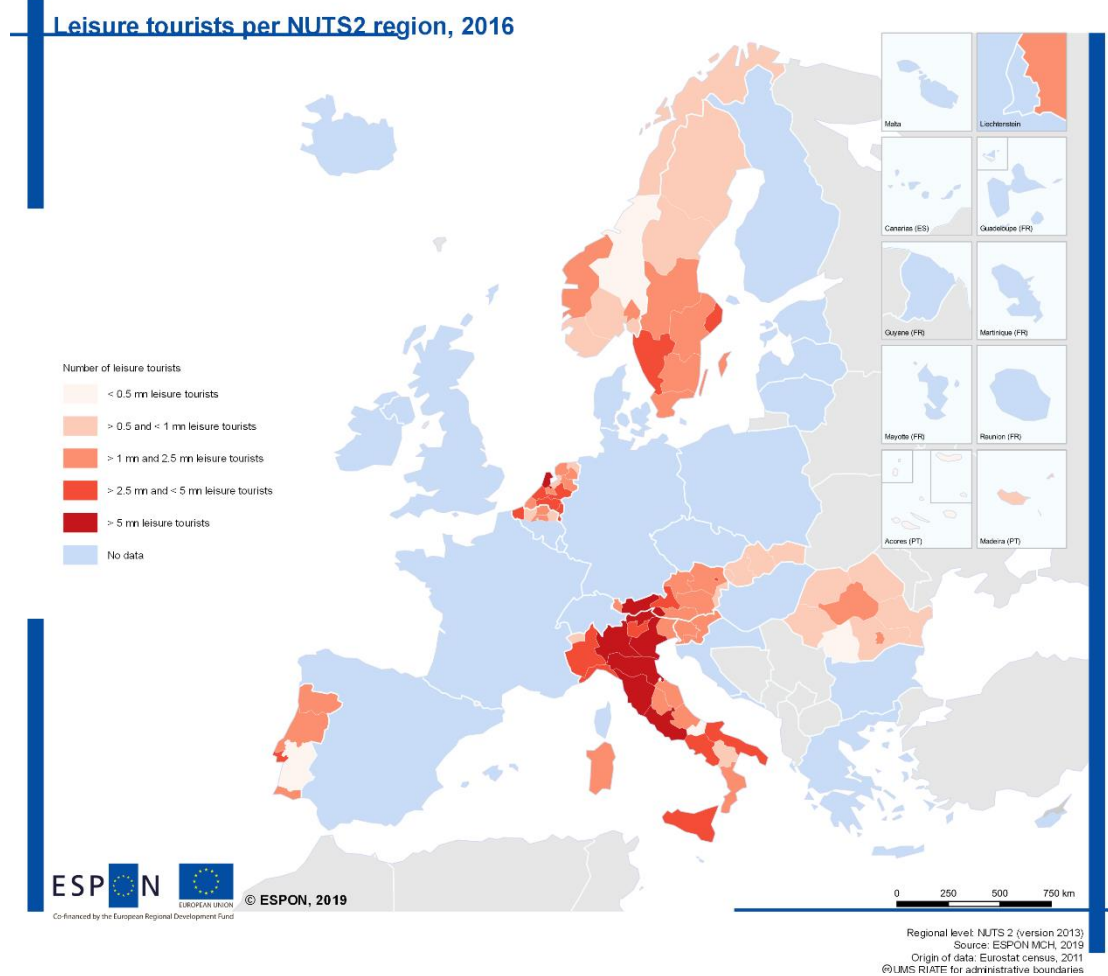 Leisure tourists per NUTS2 region, 2016
Malta
Liechtenstein
Canarias (ES)
Guadeloupe (FR)
Guyane (FR)
Martinique (FR)
Mayotte (FR)
Reunion (FR)
Acores (PT)
Madeira (PT)
Number of leisure tourists
< 0.5 mn leisure tourists
> 0.5 and < 1 mn leisure tourists
> 1 mn and 2.5 mn leisure tourists
> 2.5 mn and < 5 mn leisure tourists
> 5 mn leisure tourists
No data
ESPON
EUROPEAN UNION
Co-financed by the European Regional Development Fund
© ESPON, 2019
0 250 500 750 km
Regional level: NUTS 2 (version 2013)
Source: ESPON MCH, 2019
Origin of data: Eurostat census, 2011
UMS RIATE for administrative boundaries